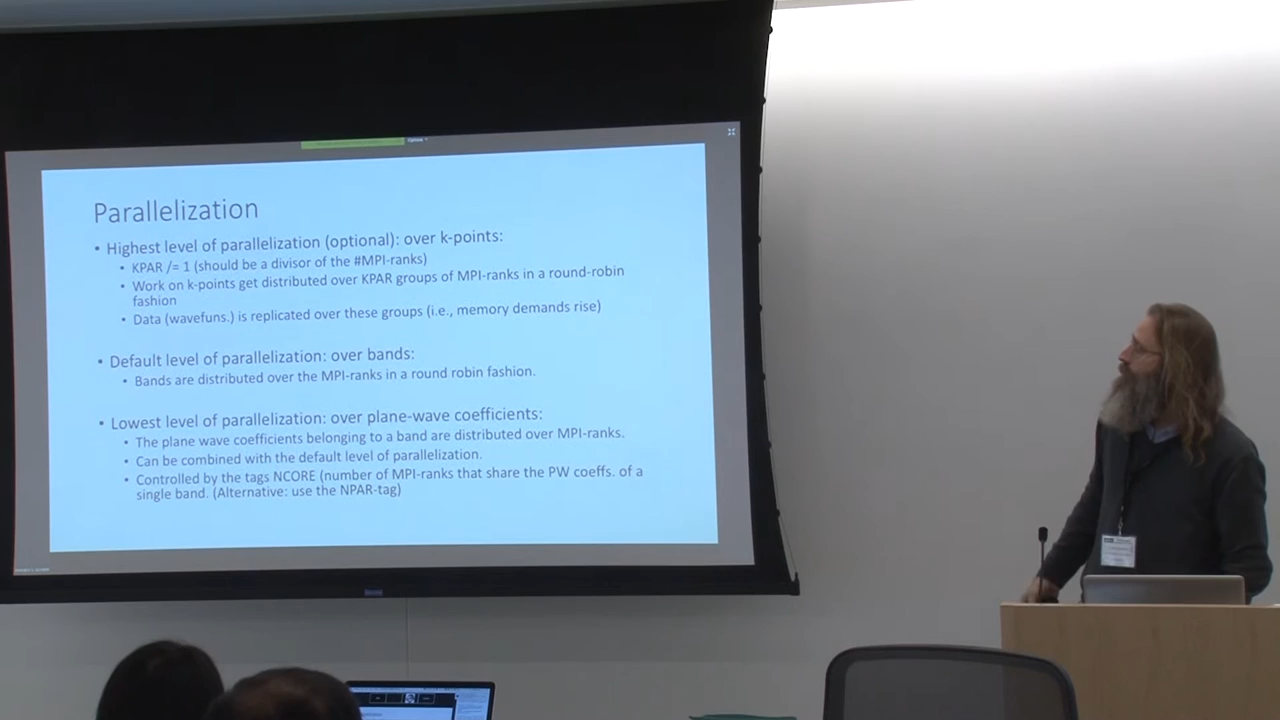 Options
Parallelization
• Highest level of parallelization (optional): over k-points:
• KPAR /= 1 (should be a divisor of the #MPI-ranks)
• Work on k-points get distributed over KPAR groups of MPI-ranks in a round-robin
fashion
• Data (wavefuns.) is replicated over these groups (i.e., memory demands rise)
• Default level of parallelization: over bands:
• Bands are distributed over the MPI-ranks in a round robin fashion.
• Lowest level of parallelization: over plane-wave coefficients:
• The plane wave coefficients belonging to a band are distributed over MPI-ranks.
• Can be combined with the default level of parallelization.
• Controlled by the tags NCORE (number of MPI-ranks that share the PW coeffs. of a
single band. (Alternative: use the NPAR-tag)